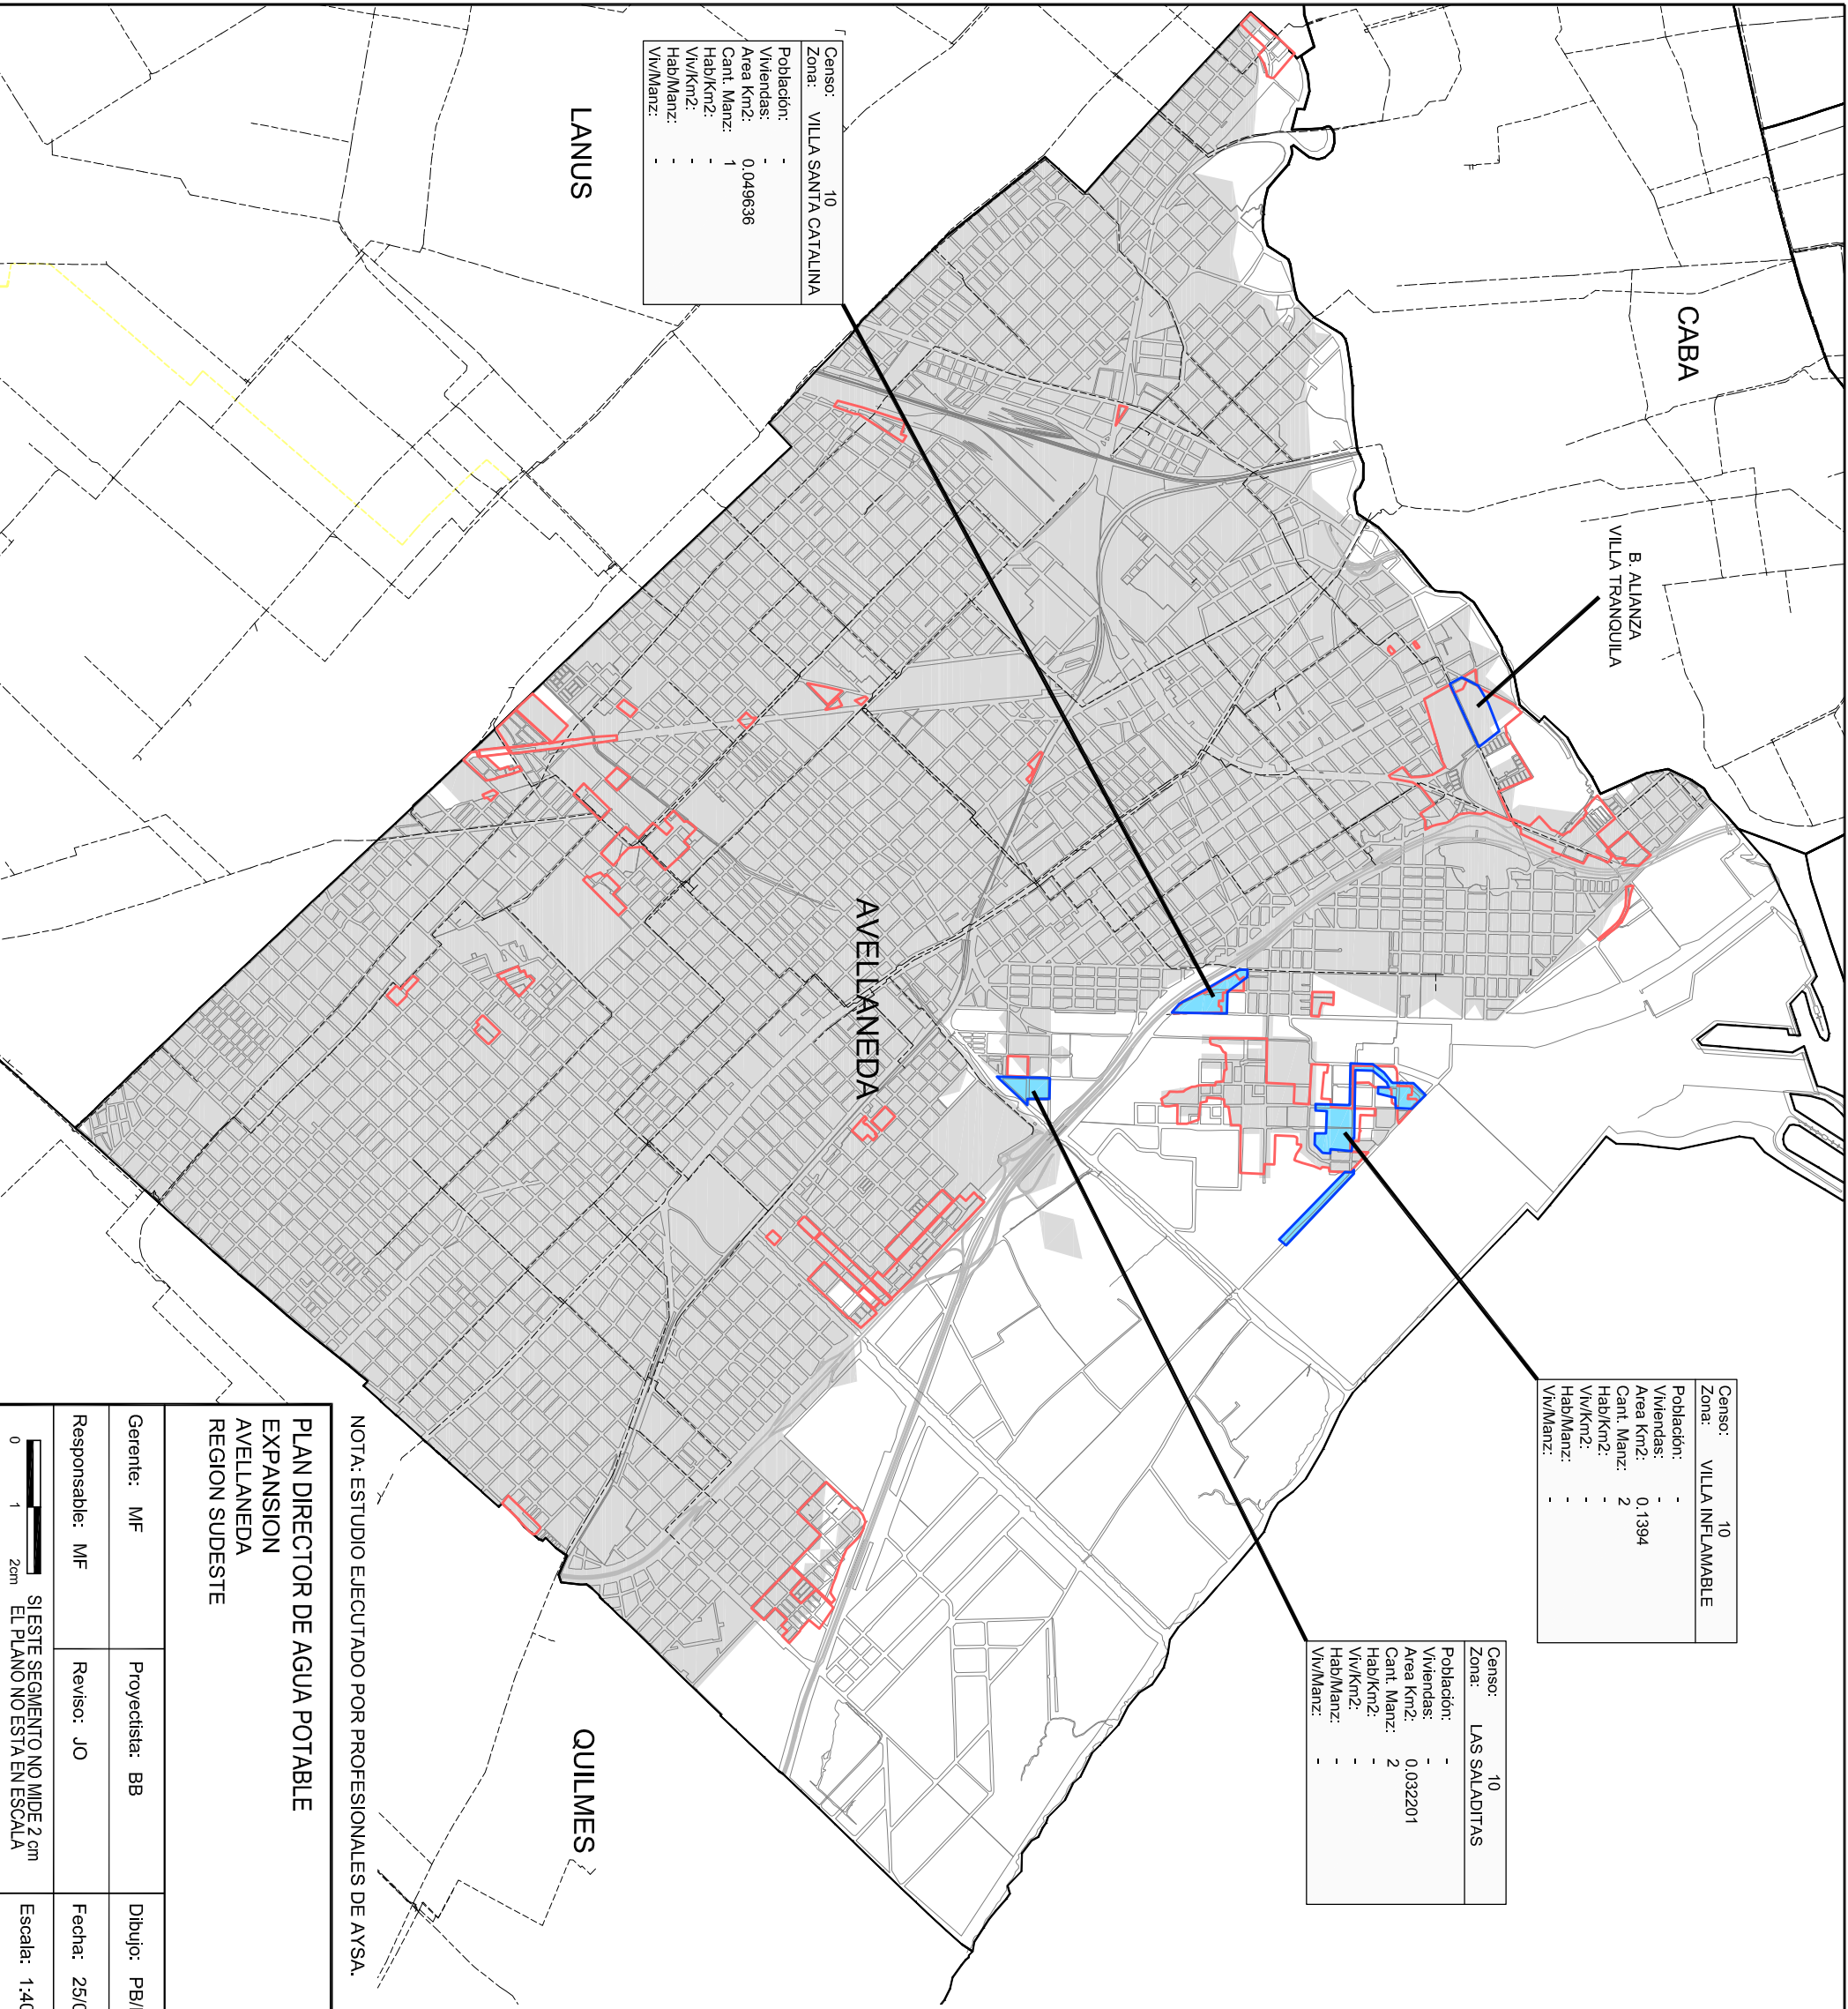 CABA
B. ALIANZA
VILLA TRANQUILA
Censo: 10
Zona: VILLA INFLAMABLE
Población: -
Viviendas: -
Area Km2: 0.1394
Cant. Manz: 2
Hab/Km2: -
Viv/Km2: -
Hab/Manz: -
Viv/Manz: -
Censo: 10
Zona: LAS SALADITAS
Población: -
Viviendas: -
Area Km2: 0.032201
Cant. Manz: 2
Hab/Km2: -
Viv/Km2: -
Hab/Manz: -
Viv/Manz: -
Censo: 10
Zona: VILLA SANTA CATALINA
Población: -
Viviendas: -
Area Km2: 0.049636
Cant. Manz: 1
Hab/Km2: -
Viv/Km2: -
Hab/Manz: -
Viv/Manz: -
AVELLANEDA
LANUS
QUILMES
NOTA: ESTUDIO EJECUTADO POR PROFESIONALES DE AYSA.
PLAN DIRECTOR DE AGUA POTABLE
EXPANSION
AVELLANEDA
REGION SUDESTE
Gerente: MF Proyectista: BB Dibujo:
Responsable: MF Reviso: JO Fecha:
0 1 2cm
SI ESTE SEGMENTO NO MIDE 2 cm
EL PLANO NO ESTA EN ESCALA
Escala: